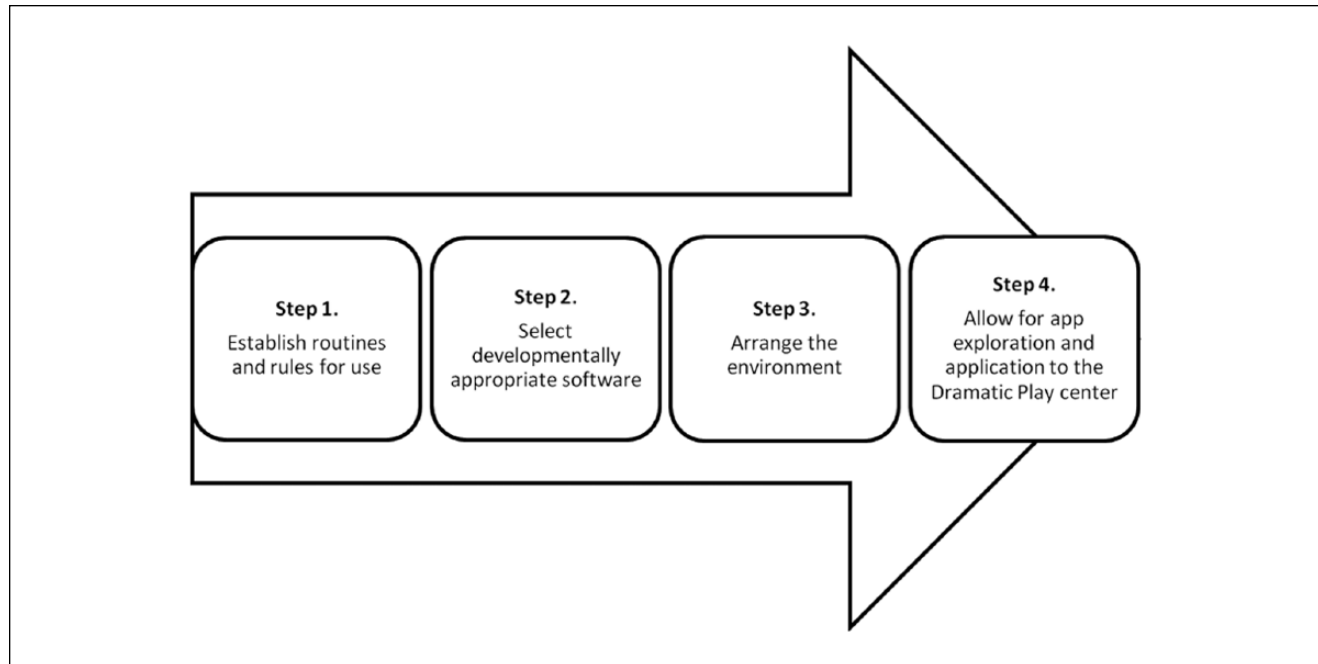 Step 1.
Establish routines
and rules for use
Step 2.
Select
developmentally
appropriate software
Step 3.
Arrange the
environment
Step 4.
Allow for app
exploration and
application to the
Dramatic Play center